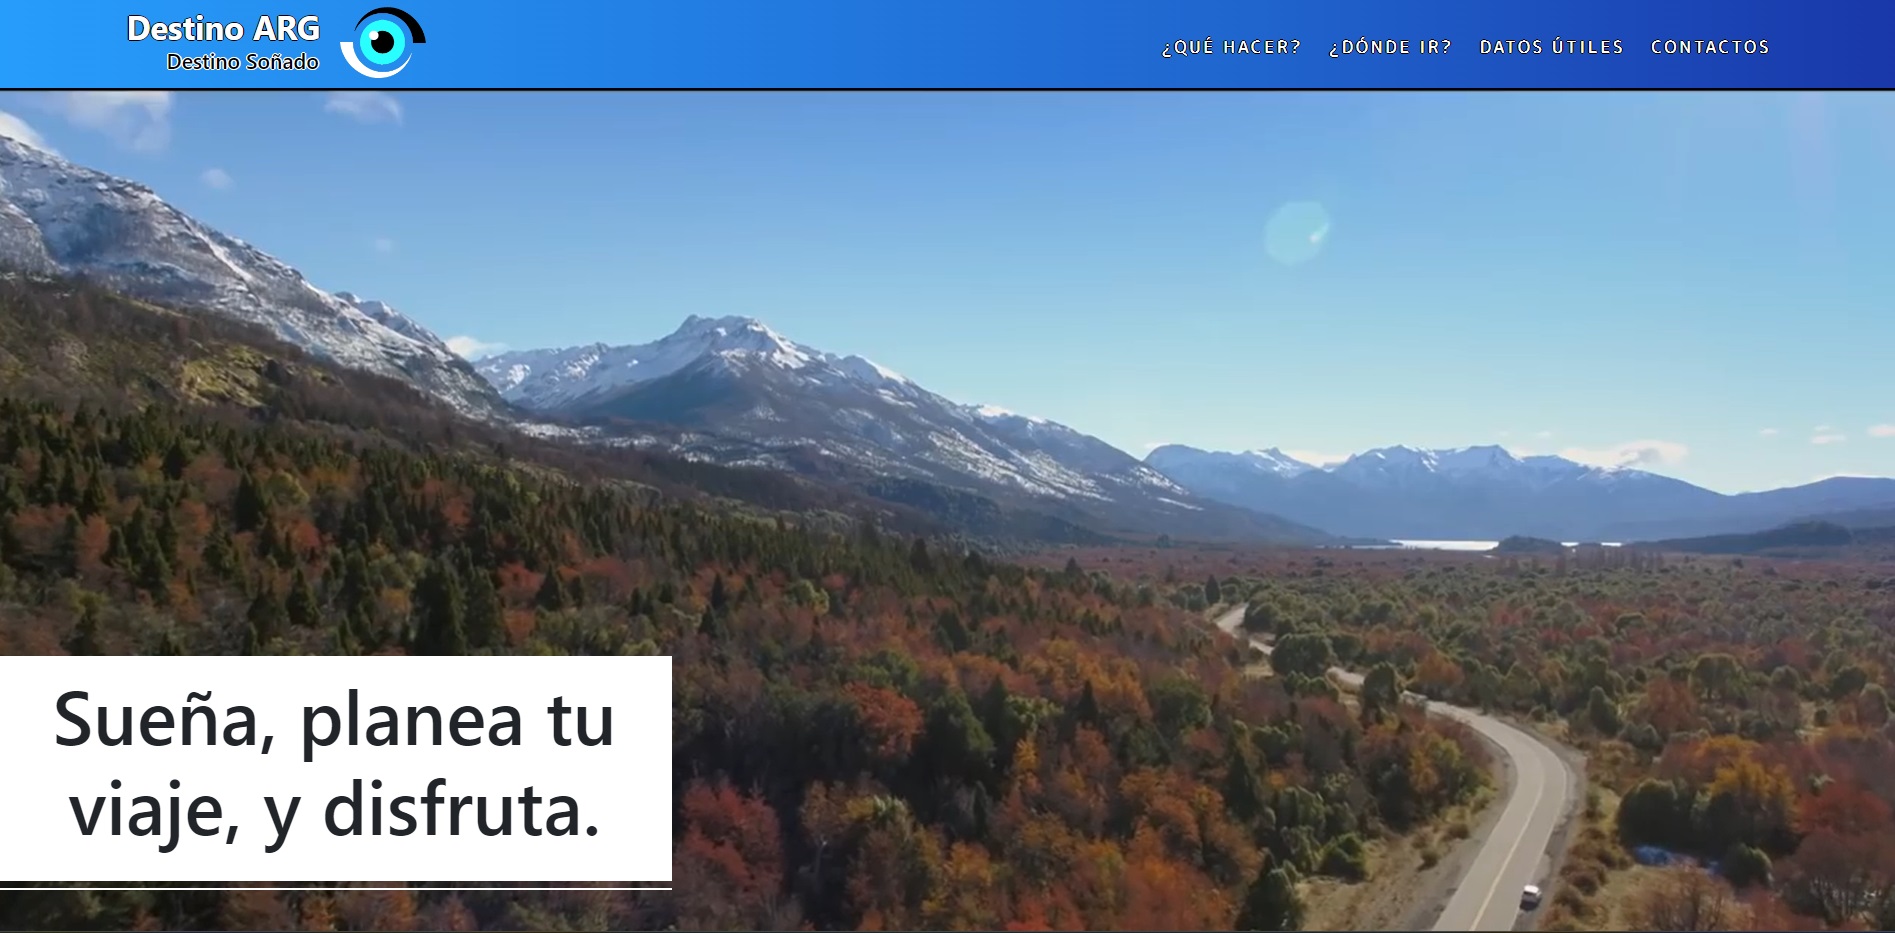 Destino ARG
Destino Soñado
¿QUÉ HACER? ¿DÓNDE IR? DATOS ÚTILES CONTACTOS
Sueña, planea tu
viaje, y disfruta.